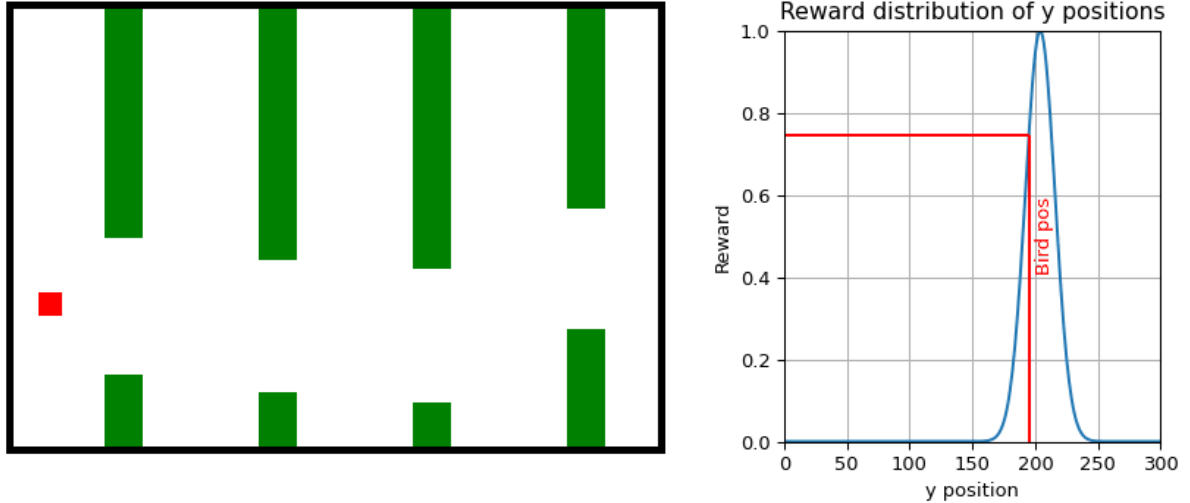 Reward distribution of y positions
1.0
0.8
0.6
0.4
0.2
0.0
Reward
Bird pos
0 50 100 150 200 250 300
y position